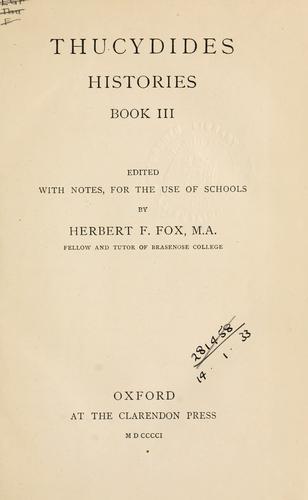 THUCYDIDES
HISTORIES
BOOK III
EDITED
WITH NOTES, FOR THE USE OF SCHOOLS
BY
HERBERT F. FOX, M.A.
FELLOW AND TUTOR OF BRASENOSE COLLEGE
281458
14.1.33
OXFORD
AT THE CLARENDON PRESS
MDCCCCI